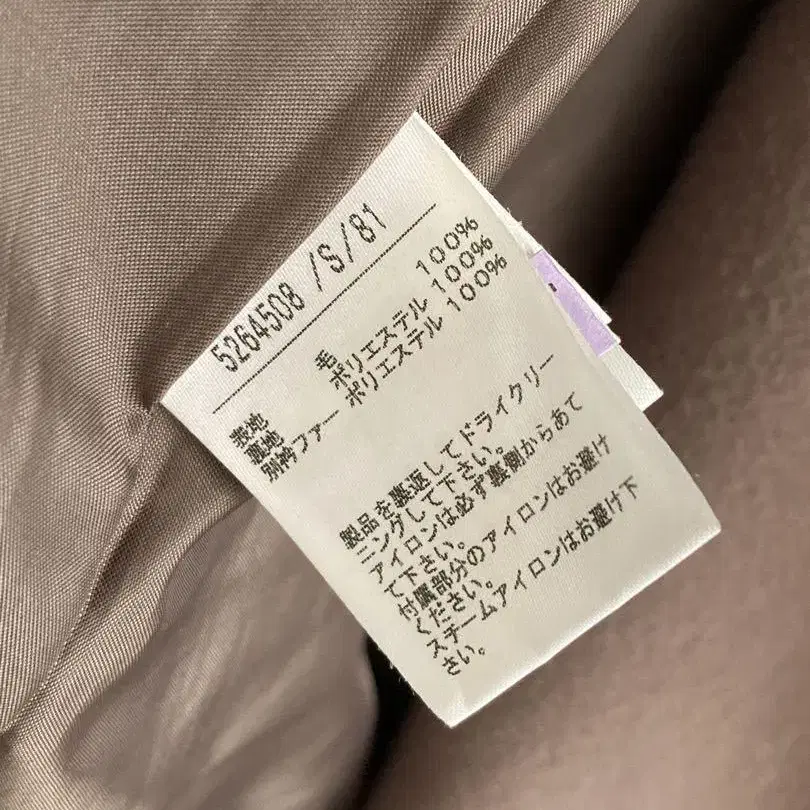 5264508 /S/81
表地 毛 100%
裏地 ポリエステル 100%
別衿ファー ポリエステル 100%
製品を裏返してドライクリー
ニングして下さい。
アイロンは必ず裏側からあて
て下さい。
付属部分のアイロンはお避け
ください。
スチームアイロンはお避け下
さい。